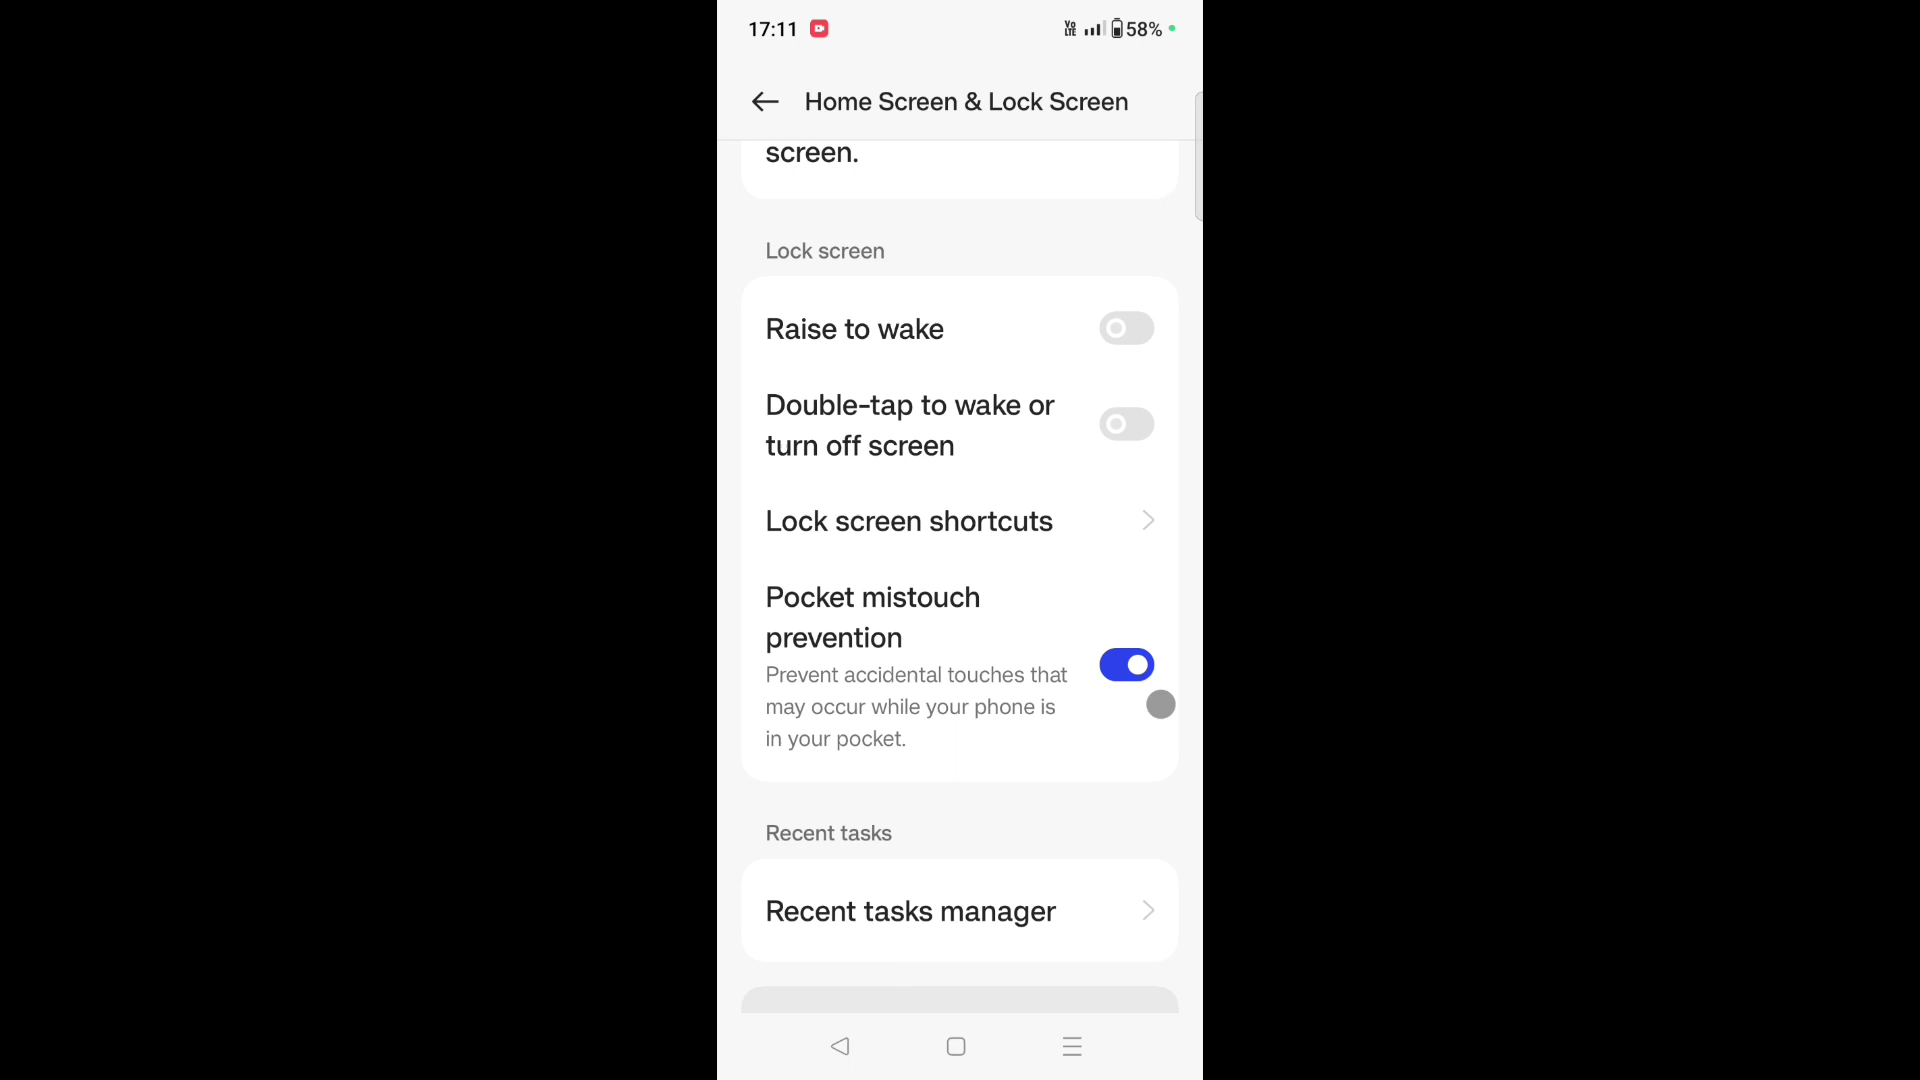 17:11
Vo LTE
58%
Home Screen & Lock Screen
screen.
Lock screen
Raise to wake
Double-tap to wake or
turn off screen
Lock screen shortcuts
Pocket mistouch
prevention
Prevent accidental touches that
may occur while your phone is
in your pocket.
Recent tasks
Recent tasks manager